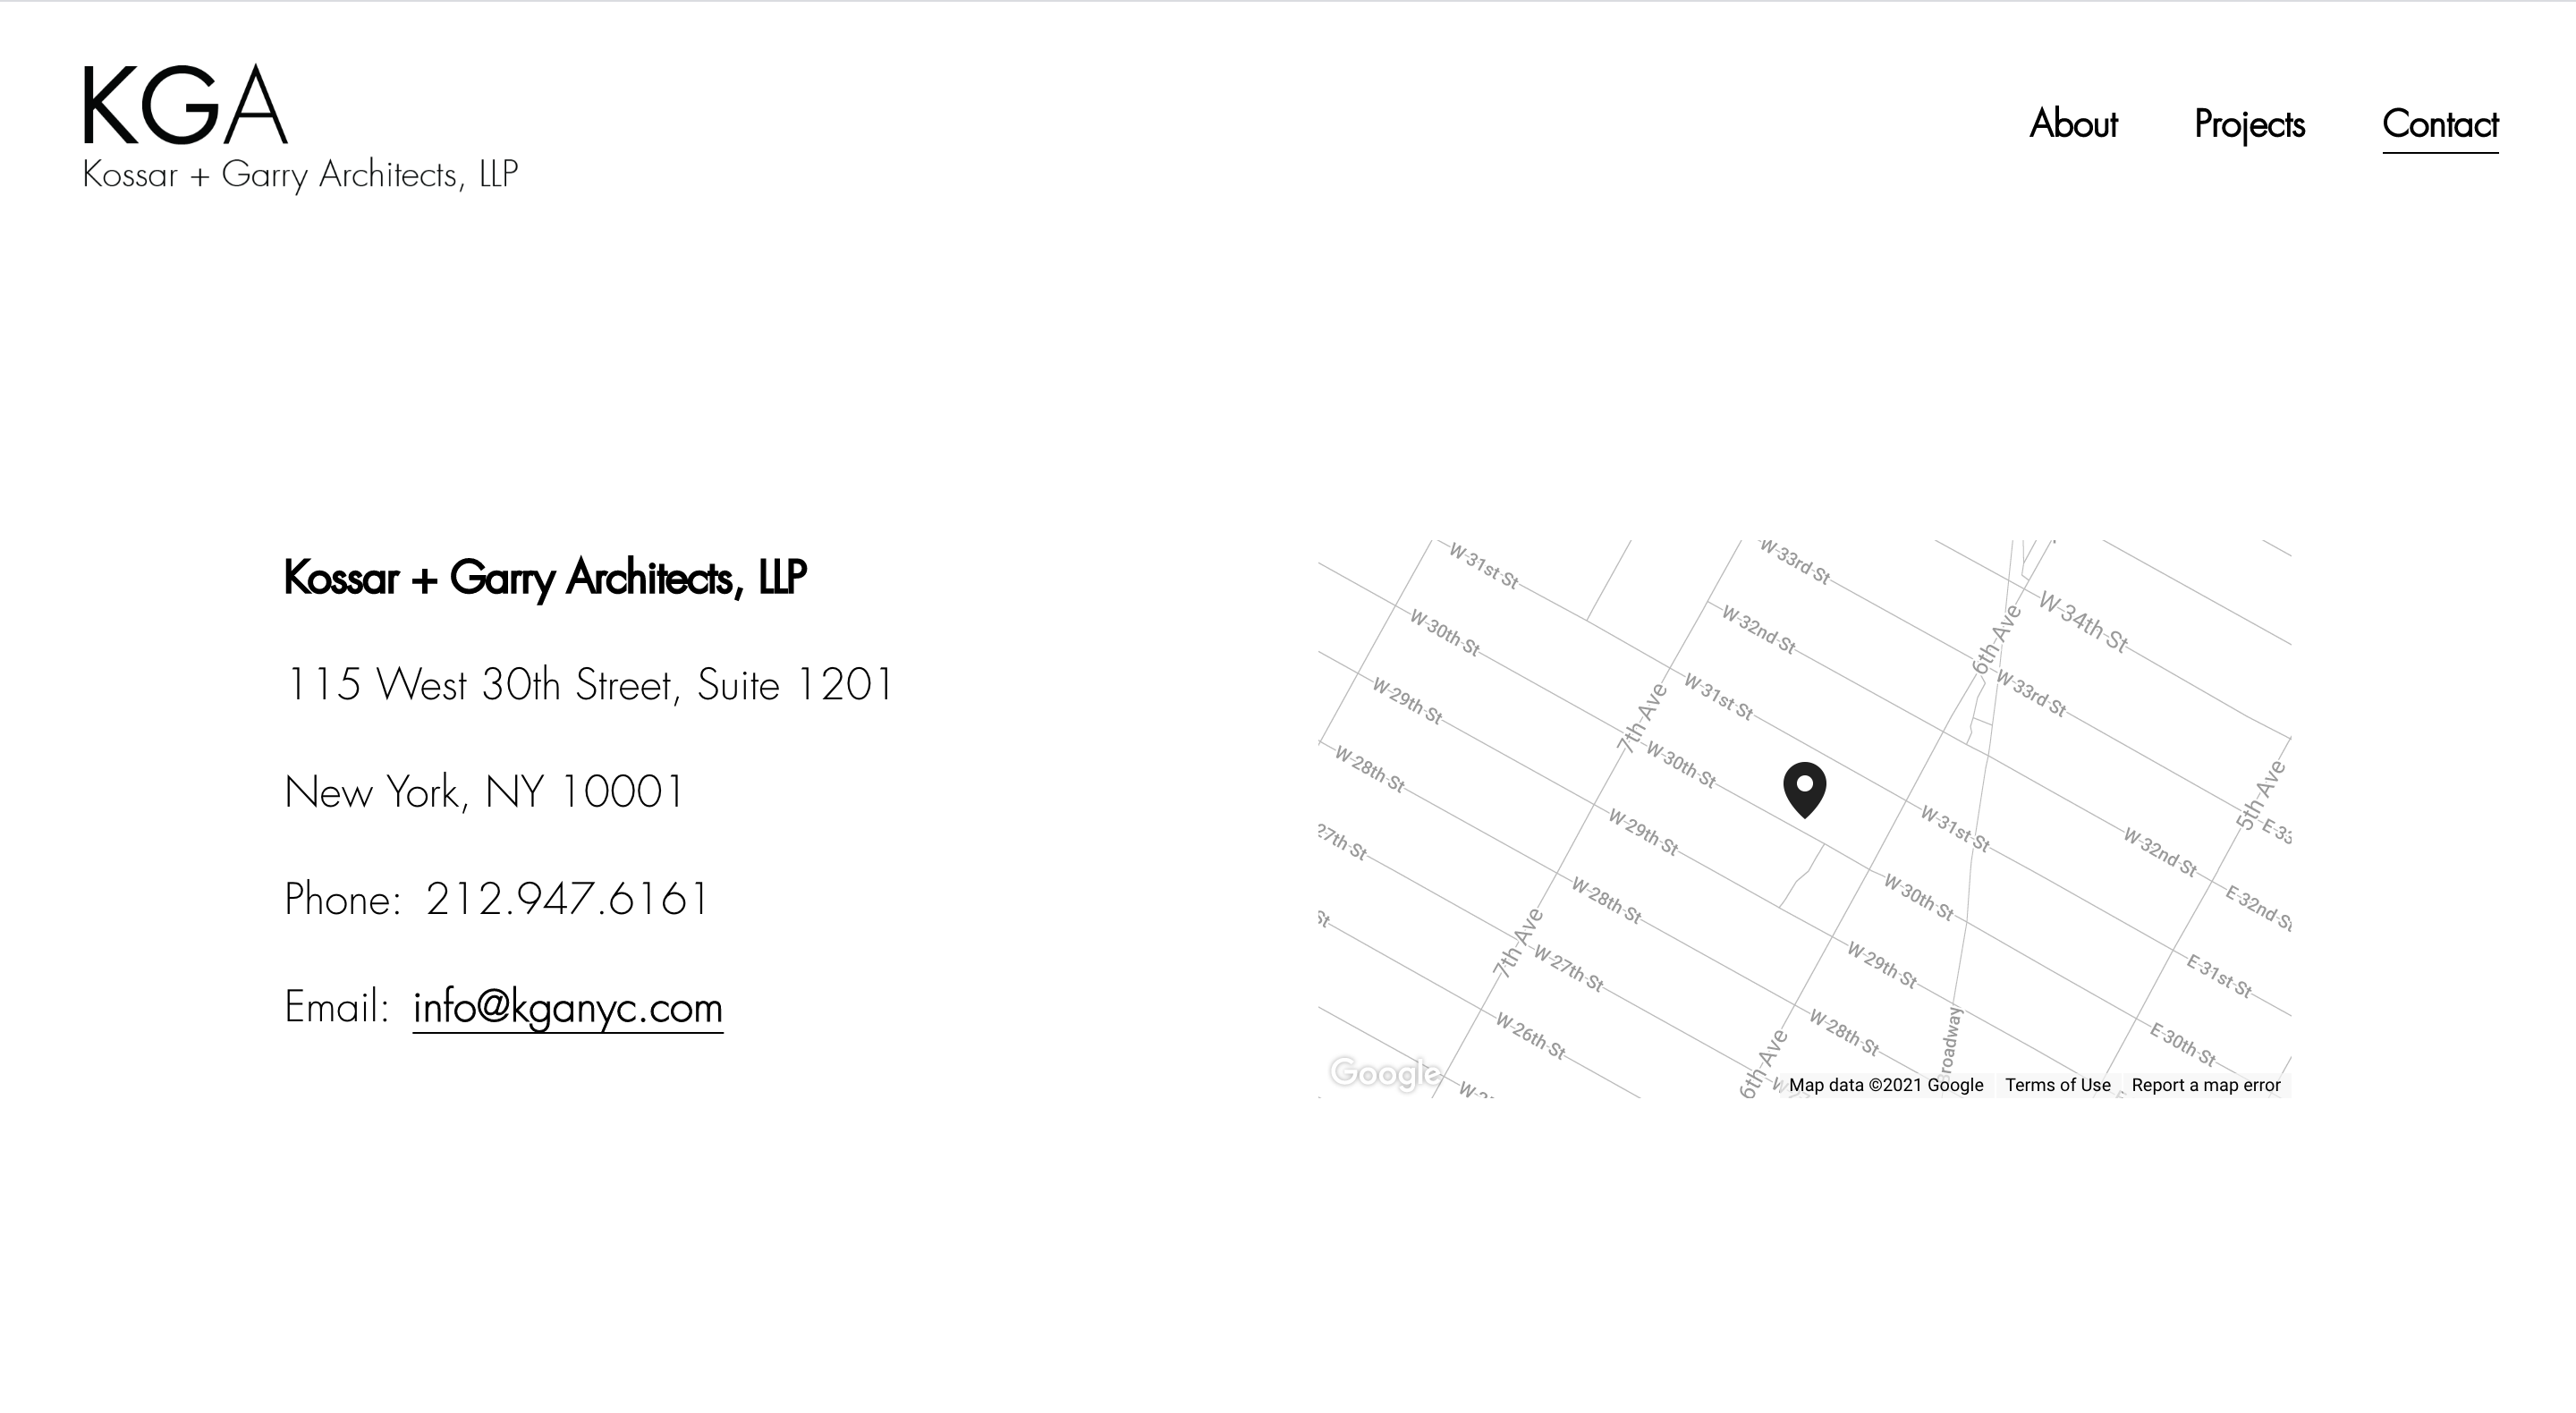 KGA
Kossar + Garry Architects, LLP
About Projects Contact
Kossar + Garry Architects, LLP
115 West 30th Street, Suite 1201
New York, NY 10001
Phone: 212.947.6161
Email: info@kganyc.com
W 31st St
W 33rd St
W 34th St
W 30th St
W 32nd St
6th Ave
W 29th St
7th Ave
W 31st St
W 33rd St
W 28th St
W 30th St
5th Ave
27th St
W 29th St
W 31st St
W 32nd St
E 33
St
W 28th St
W 30th St
E 32nd St
7th Ave
W 27th St
W 29th St
E 31st St
W 26th St
W 28th St
Broadway
E 30th St
6th Ave
Google
Map data ©2021 Google
Terms of Use
Report a map error